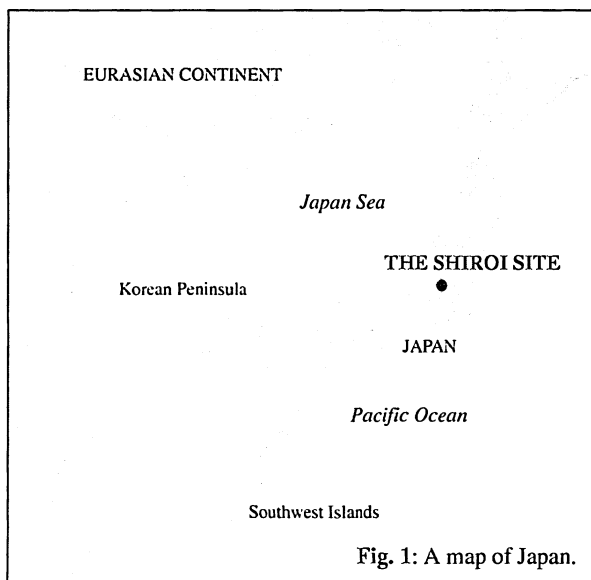 EURASIAN CONTINENT
Japan Sea
THE SHIROI SITE
Korean Peninsula
JAPAN
Pacific Ocean
Southwest Islands
Fig. 1: A map of Japan.